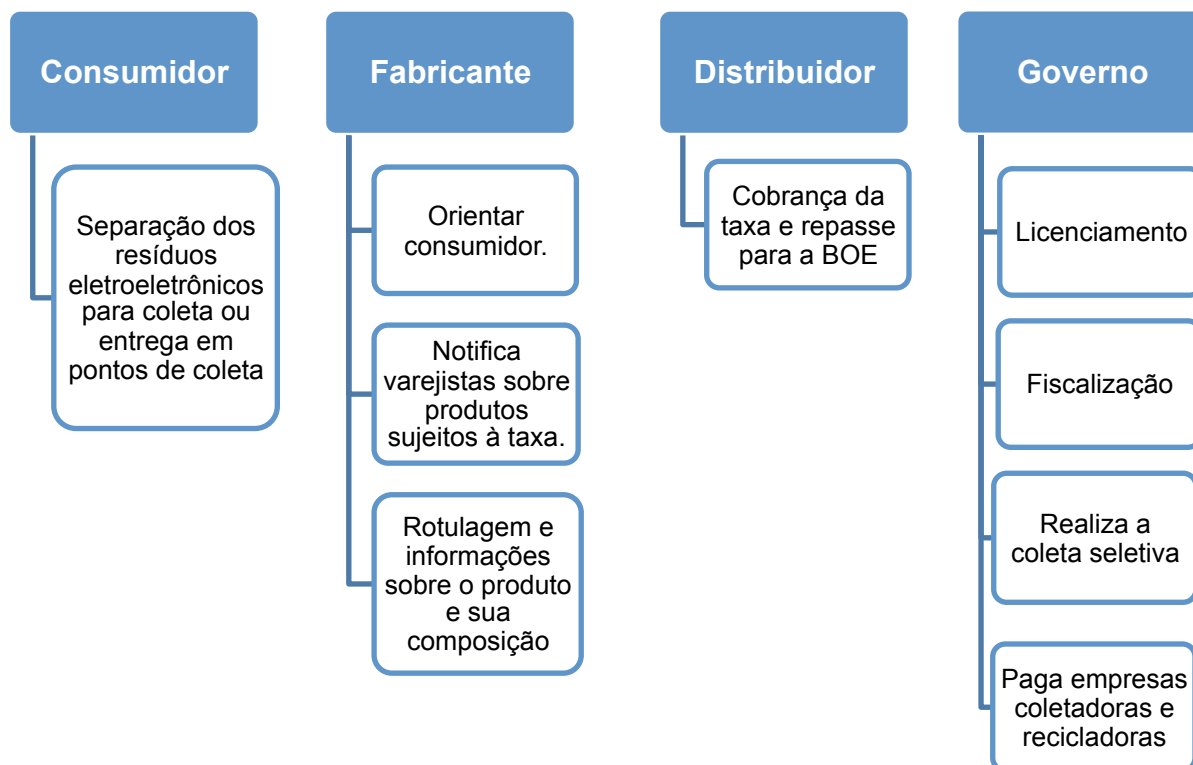 Consumidor
Separação dos
resíduos
eletroeletrônicos
para coleta ou
entrega em
pontos de coleta
Fabricante
Orientar
consumidor.
Notifica
varejistas sobre
produtos
sujeitos à taxa.
Rotulagem e
informações
sobre o produto
e sua
composição
Distribuidor
Cobrança da
taxa e repasse
para a BOE
Governo
Licenciamento
Fiscalização
Realiza a
coleta seletiva
Paga empresas
coletadoras e
recicladoras